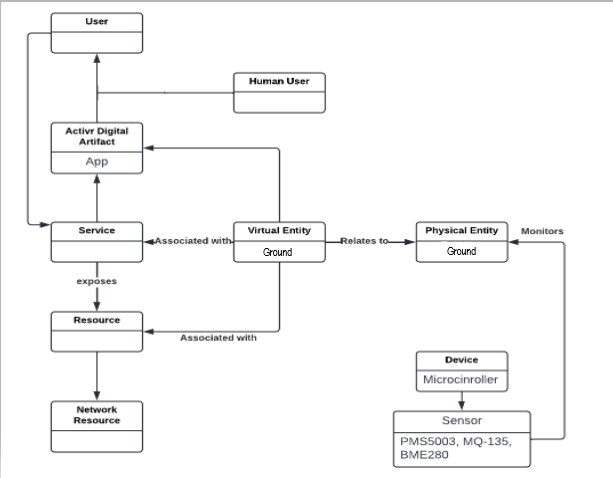 User
Human User
Activr Digital
Artifact
App
Service
Associated with
Virtual Entity
Ground
Relates to
Physical Entity
Ground
Monitors
exposes
Resource
Associated with
Device
Microcinroller
Network
Resource
Sensor
PMS5003, MQ-135,
BME280